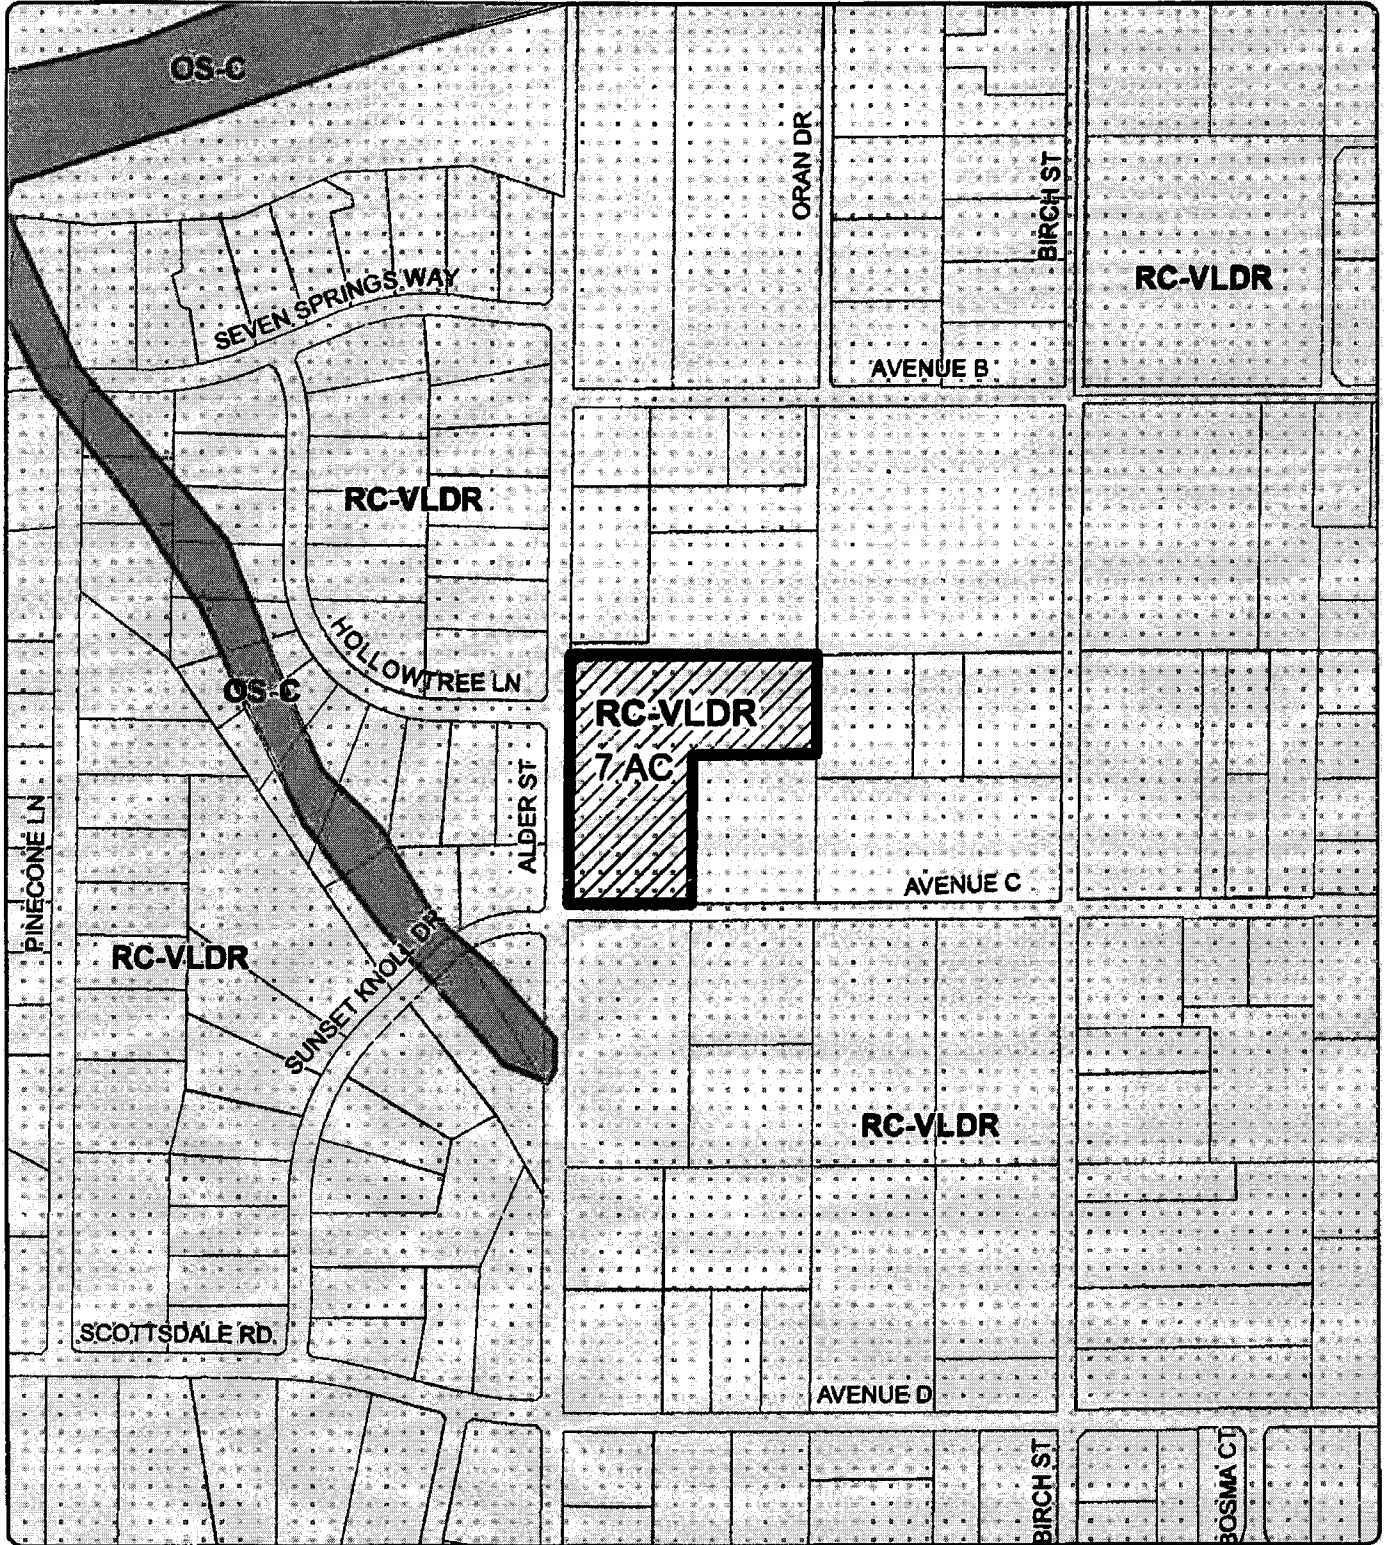 OS-C
ORAN DR
BIRCH ST
SEVEN SPRINGS WAY
RC-VLDR
AVENUE B
RC-VLDR
HOLLOWTREE LN
OS-C
RC-VLDR
7 AC
ALDER ST
PINECONE LN
AVENUE C
RC-VLDR
SUNSET KNOLL DR
RC-VLDR
SCOTTSDALE RD.
AVENUE D
BIRCH ST
BOSMA CT